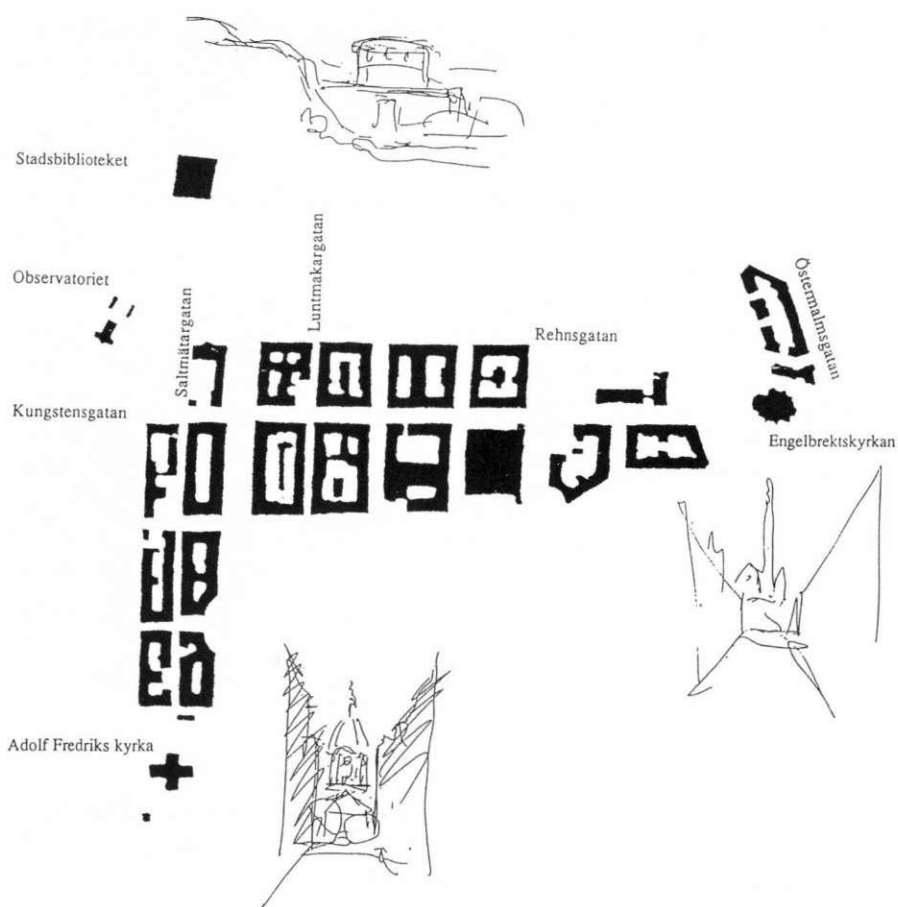 Stadsbiblioteket
Observatoriet
Saltmätargatan
Luntmakargatan
Rehnsgatan
Östermalmsgatan
Kungstensgatan
Engelbrektskyrkan
Adolf Fredriks kyrka